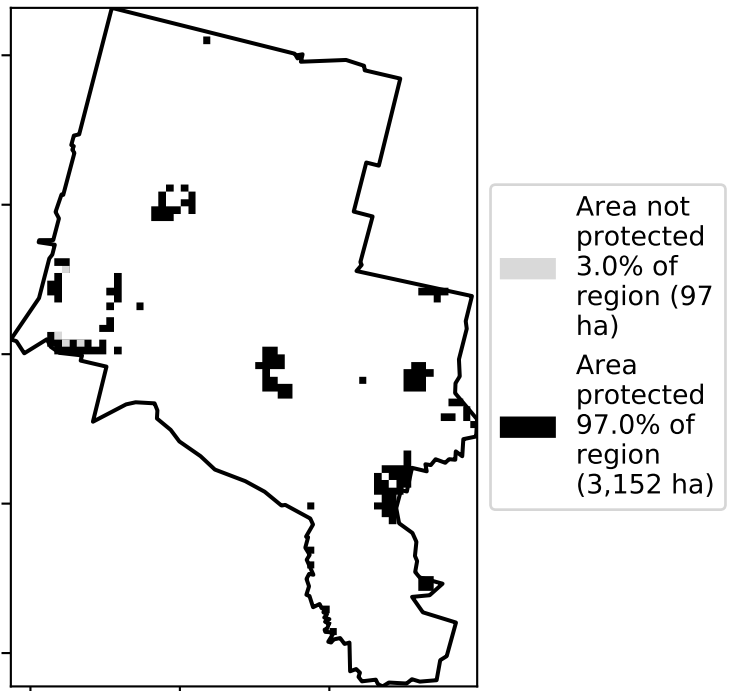 Area not
protected
3.0% of
region (97
ha)
Area
protected
97.0% of
region
(3,152 ha)